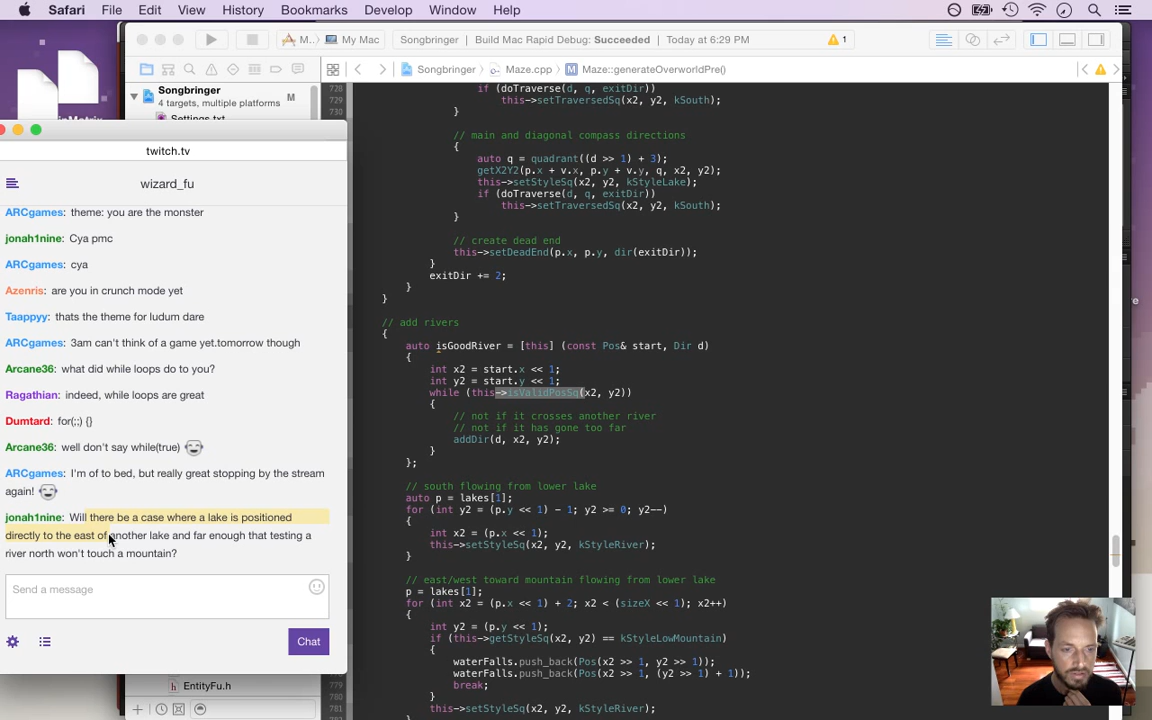 Safari File Edit View History Bookmarks Develop Window Help
Songbringer | Build Mac Rapid Debug: Succeeded | Today at 6:29 PM
M.. My Mac
1
Songbringer Maze.cpp M Maze::generateOverworldPre()
Songbringer
4 targets, multiple platforms
M
Settings.txt
twitch.tv
wizard_fu
ARCgames: theme: you are the monster
jonah1nine: Cya pmc
ARCgames: cya
Azenris: are you in crunch mode yet
Taappyy: thats the theme for ludum dare
ARCgames: 3am can't think of a game yet.tomorrow though
Arcane36: what did while loops do to you?
Ragathian: indeed, while loops are great
Dumtard: for(;;) {}
Arcane36: well don't say while(true)
ARCgames: I'm of to bed, but really great stopping by the stream
again!
jonah1nine: Will there be a case where a lake is positioned
directly to the east of another lake and far enough that testing a
river north won't touch a mountain?
Send a message
Chat
EntityFu.h
728
729
730
if (doTraverse(d, q, exitDir))
this->setTraversedSq(x2, y2, kSouth);
}
// main and diagonal compass directions
{
auto q = quadrant((d >> 1) + 3);
getX2Y2(p.x + v.x, p.y + v.y, q, x2, y2);
this->setStyleSq(x2, y2, kStyleLake);
if (doTraverse(d, q, exitDir))
this->setTraversedSq(x2, y2, kSouth);
}
// create dead end
this->setDeadEnd(p.x, p.y, dir(exitDir));
}
exitDir += 2;
}
}
// add rivers
{
auto isGoodRiver = [this] (const Pos& start, Dir d)
{
int x2 = start.x << 1;
int y2 = start.y << 1;
while (this->isValidPosSq(x2, y2))
{
// not if it crosses another river
// not if it has gone too far
addDir(d, x2, y2);
}
};
// south flowing from lower lake
auto p = lakes[1];
for (int y2 = (p.y << 1) - 1; y2 >= 0; y2--)
{
int x2 = (p.x << 1);
this->setStyleSq(x2, y2, kStyleRiver);
}
// east/west toward mountain flowing from lower lake
p = lakes[1];
for (int x2 = (p.x << 1) + 2; x2 < (sizeX << 1); x2++)
{
int y2 = (p.y << 1);
if (this->getStyleSq(x2, y2) == kStyleLowMountain)
{
waterFalls.push_back(Pos(x2 >> 1, y2 >> 1));
waterFalls.push_back(Pos(x2 >> 1, (y2 >> 1) + 1));
break;
}
this->setStyleSq(x2, y2, kStyleRiver);
779
780
781